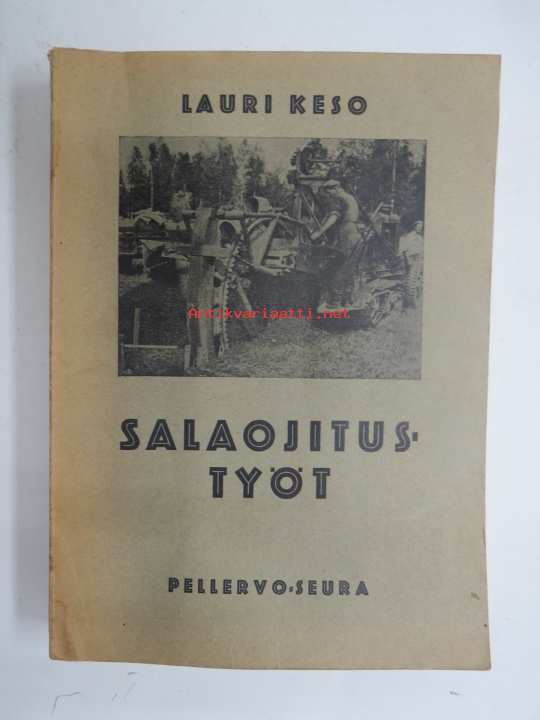 LAURI KESO
Antikvariaatti.net
SALAOJITUS-
TYÖT
PELLERVO-SEURA